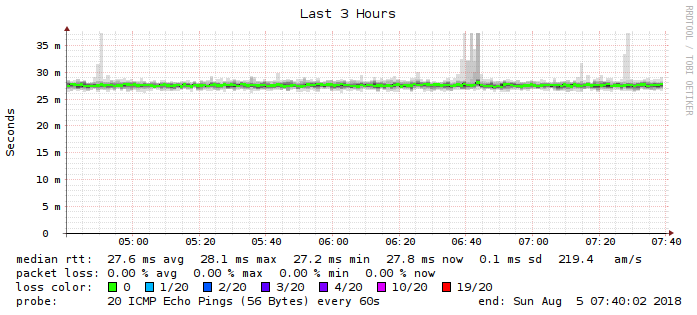 Last 3 Hours
RRDTOOL / TOBI OETIKER
Seconds
35 m
30 m
25 m
20 m
15 m
10 m
5 m
0
05:00 05:20 05:40 06:00 06:20 06:40 07:00 07:20 07:40
median rtt: 27.6 ms avg 28.1 ms max 27.2 ms min 27.8 ms now 0.1 ms sd 219.4 am/s
packet loss: 0.00 % avg 0.00 % max 0.00 % min 0.00 % now
loss color: 0 1/20 2/20 3/20 4/20 10/20 19/20
probe: 20 ICMP Echo Pings (56 Bytes) every 60s end: Sun Aug 5 07:40:02 2018